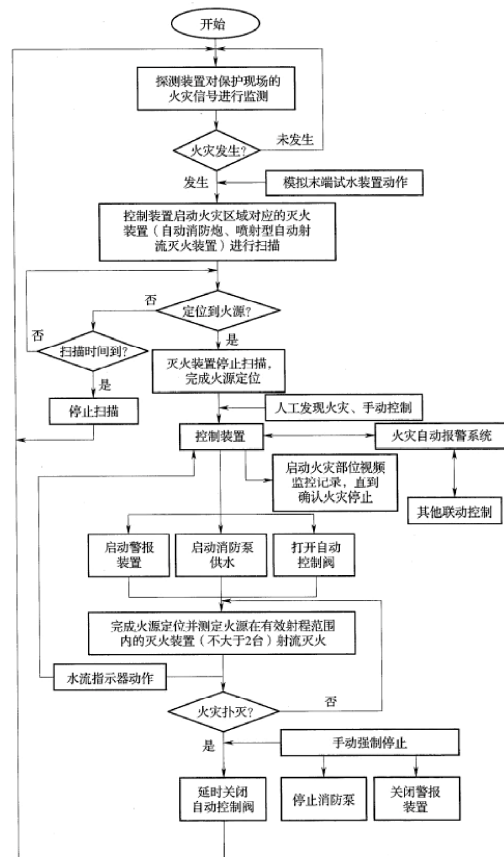 开始
探测装置对保护现场的
火灾信号进行监测
火灾发生?
未发生
发生
模拟末端试水装置动作
控制装置启动火灾区域对应的灭火
装置（自动消防炮、喷射型自动射
流灭火装置）进行扫描
否
定位到火源?
否
扫描时间到?
是
是
灭火装置停止扫描，
完成火源定位
停止扫描
人工发现火灾、手动控制
控制装置
火灾自动报警系统
启动火灾部位视频
监控记录，直到
确认火灾停止
其他联动控制
启动警报
装置
启动消防泵
供水
打开自动
控制阀
完成火源定位并测定火源在有效射程范围
内的灭火装置（不大于2台）射流灭火
水流指示器动作
否
火灾扑灭?
是
手动强制停止
延时关闭
自动控制阀
停止消防泵
关闭警报
装置